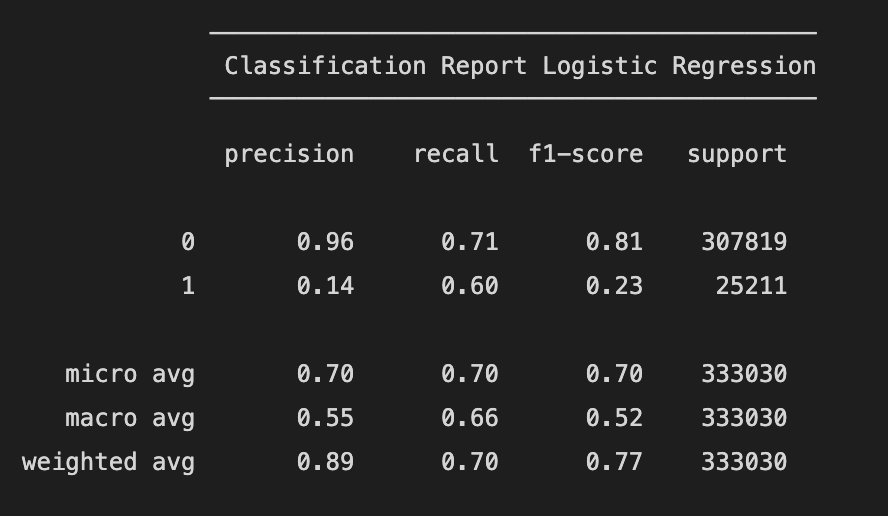 Classification Report Logistic Regression
precision recall f1-score support
0 0.96 0.71 0.81 307819
1 0.14 0.60 0.23 25211
micro avg 0.70 0.70 0.70 333030
macro avg 0.55 0.66 0.52 333030
weighted avg 0.89 0.70 0.77 333030